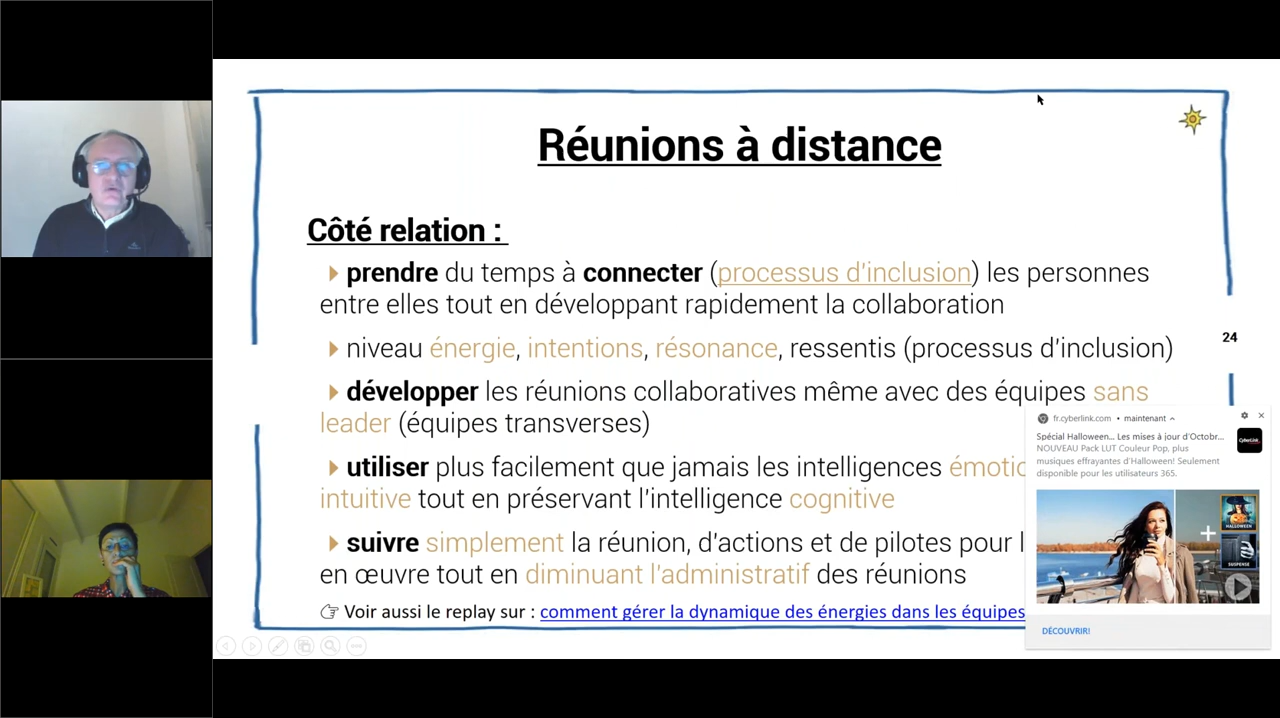 Réunions à distance
Côté relation :
prendre du temps à connecter (processus d'inclusion) les personnes
entre elles tout en développant rapidement la collaboration
niveau énergie, intentions, résonance, ressentis (processus d'inclusion)
24
développer les réunions collaboratives même avec des équipes sans
leader (équipes transverses)
utiliser plus facilement que jamais les intelligences
intuitive tout en préservant l'intelligence cognitive
suivre simplement la réunion, d'actions et de pilotes pour
en œuvre tout en diminuant l'administratif des réunions
Voir aussi le replay sur : comment gérer la dynamique des énergies dans les équipes
fr.cyberlink.com • maintenant
Spécial Halloween... Les mises à jour d'Octobr...
NOUVEAU Pack LUT Couleur Pop, plus
musiques effrayantes d'Halloween! Seulement
disponible pour les utilisateurs 365.
CyberLink
HALLOWEEN
SUSPENSE
DÉCOUVRIR!